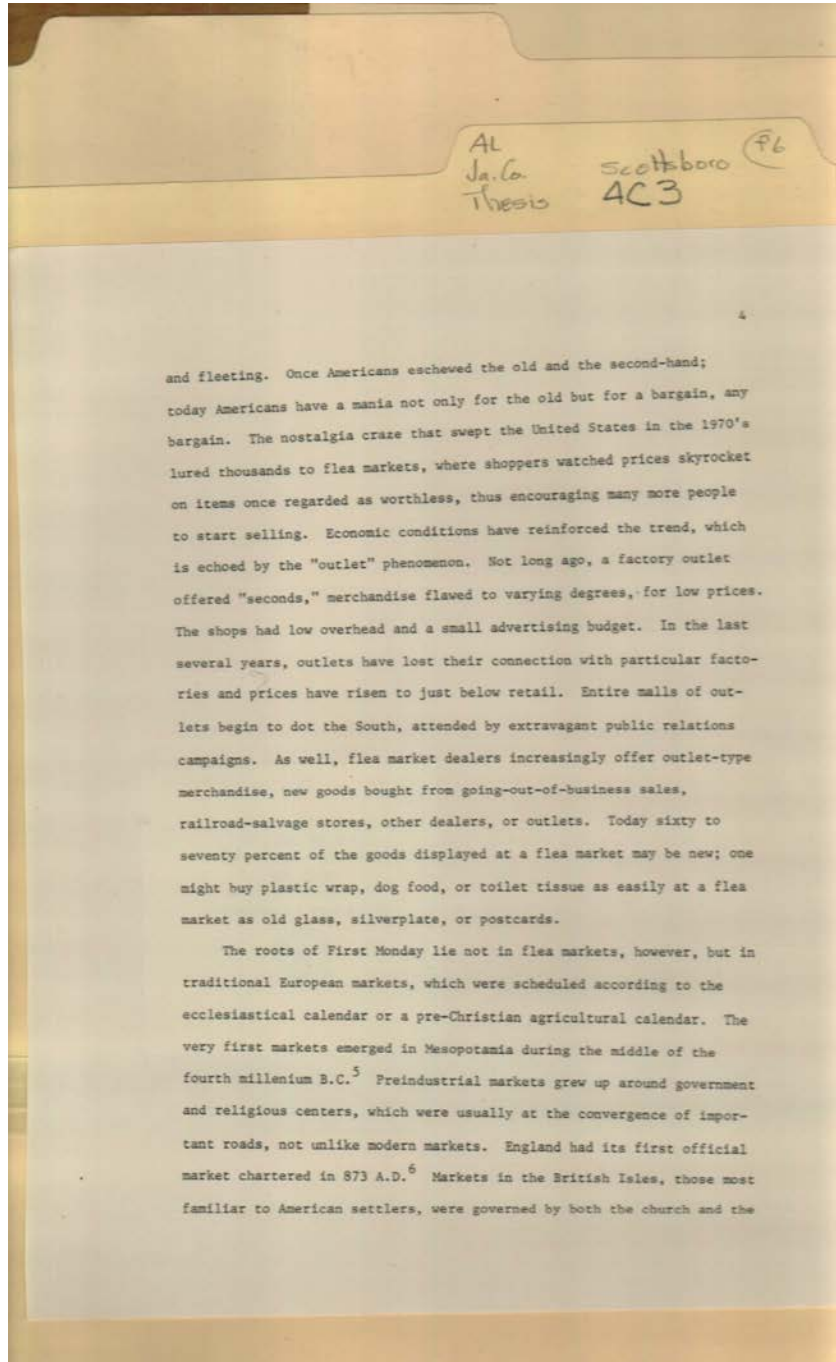 AL
Ja. Co. Scottsboro P6
Thesis 4C3
4
and fleeting. Once Americans eschewed the old and the second-hand;
today Americans have a mania not only for the old but for a bargain, any
bargain. The nostalgia craze that swept the United States in the 1970's
lured thousands to flea markets, where shoppers watched prices skyrocket
on items once regarded as worthless, thus encouraging many more people
to start selling. Economic conditions have reinforced the trend, which
is echoed by the "outlet" phenomenon. Not long ago, a factory outlet
offered "seconds," merchandise flawed to varying degrees, for low prices.
The shops had low overhead and a small advertising budget. In the last
several years, outlets have lost their connection with particular facto-
ries and prices have risen to just below retail. Entire malls of out-
lets begin to dot the South, attended by extravagant public relations
campaigns. As well, flea market dealers increasingly offer outlet-type
merchandise, new goods bought from going-out-of-business sales,
railroad-salvage stores, other dealers, or outlets. Today sixty to
seventy percent of the goods displayed at a flea market may be new; one
might buy plastic wrap, dog food, or toilet tissue as easily at a flea
market as old glass, silverplate, or postcards.
The roots of First Monday lie not in flea markets, however, but in
traditional European markets, which were scheduled according to the
ecclesiastical calendar or a pre-Christian agricultural calendar. The
very first markets emerged in Mesopotamia during the middle of the
fourth millenium B.C.5 Preindustrial markets grew up around government
and religious centers, which were usually at the convergence of impor-
tant roads, not unlike modern markets. England had its first official
market chartered in 873 A.D.6 Markets in the British Isles, those most
familiar to American settlers, were governed by both the church and the